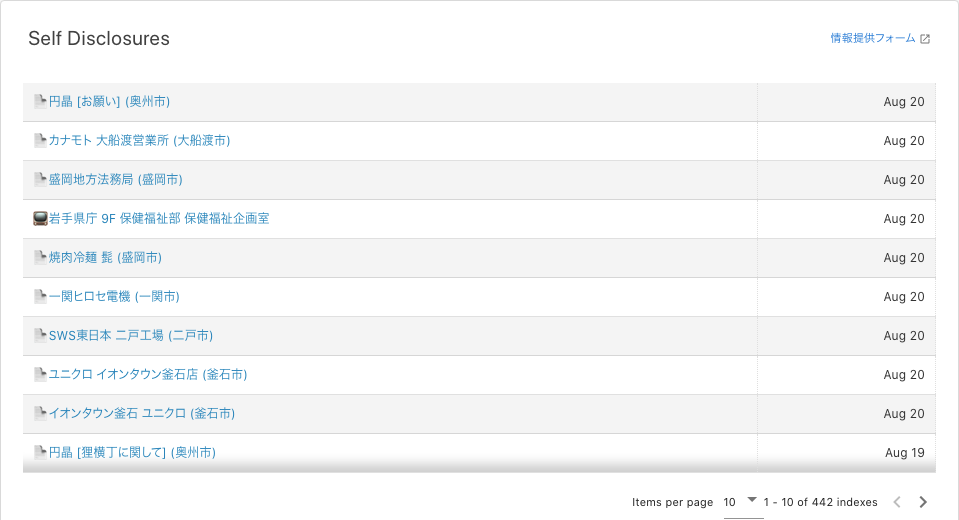 Self Disclosures
情報提供フォーム
円晶 [お願い] (奥州市) Aug 20
カナモト 大船渡営業所 (大船渡市) Aug 20
盛岡地方法務局 (盛岡市) Aug 20
岩手県庁 9F 保健福祉部 保健福祉企画室 Aug 20
焼肉冷麺 髭 (盛岡市) Aug 20
一関ヒロセ電機 (一関市) Aug 20
SWS東日本 二戸工場 (二戸市) Aug 20
ユニクロ イオンタウン釜石店 (釜石市) Aug 20
イオンタウン釜石 ユニクロ (釜石市) Aug 20
円晶 [狸横丁に関して] (奥州市) Aug 19
Items per page 10 1 - 10 of 442 indexes